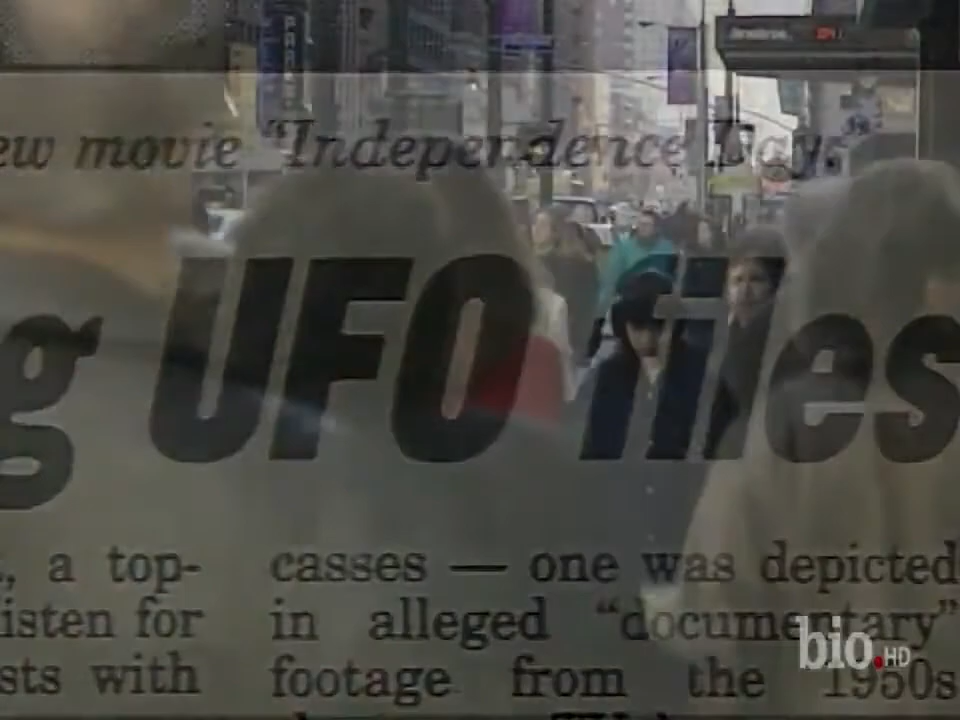 ew movie "Independence Day.
g UFO files
, a top-
isten for
sts with
casses — one was depicted
in alleged "documentary"
footage from the 1950s
bio.HD